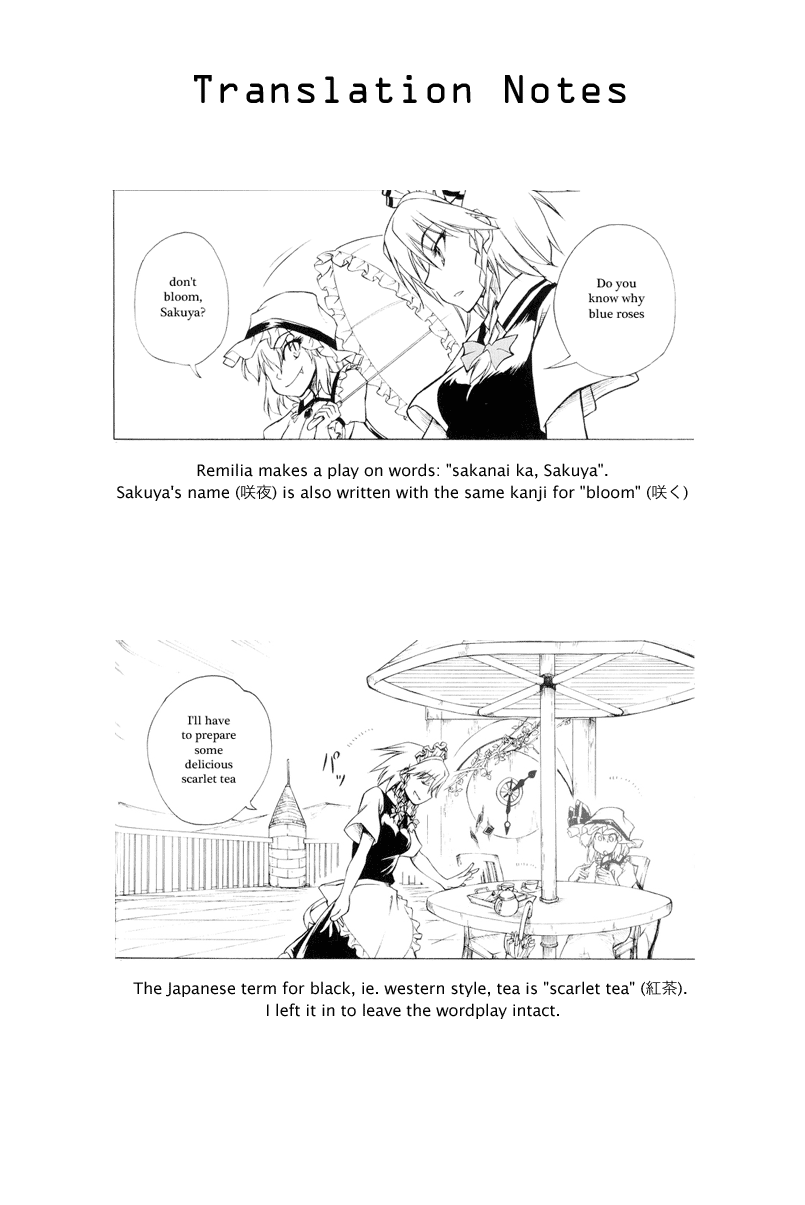 Translation Notes
Do you
know why
blue roses
don't
bloom,
Sakuya?
Remilia makes a play on words: "sakanai ka, Sakuya".
Sakuya's name (咲夜) is also written with the same kanji for "bloom" (咲く)
I'll have
to prepare
some
delicious
scarlet tea
パッ
The Japanese term for black, ie. western style, tea is "scarlet tea" (紅茶).
I left it in to leave the wordplay intact.